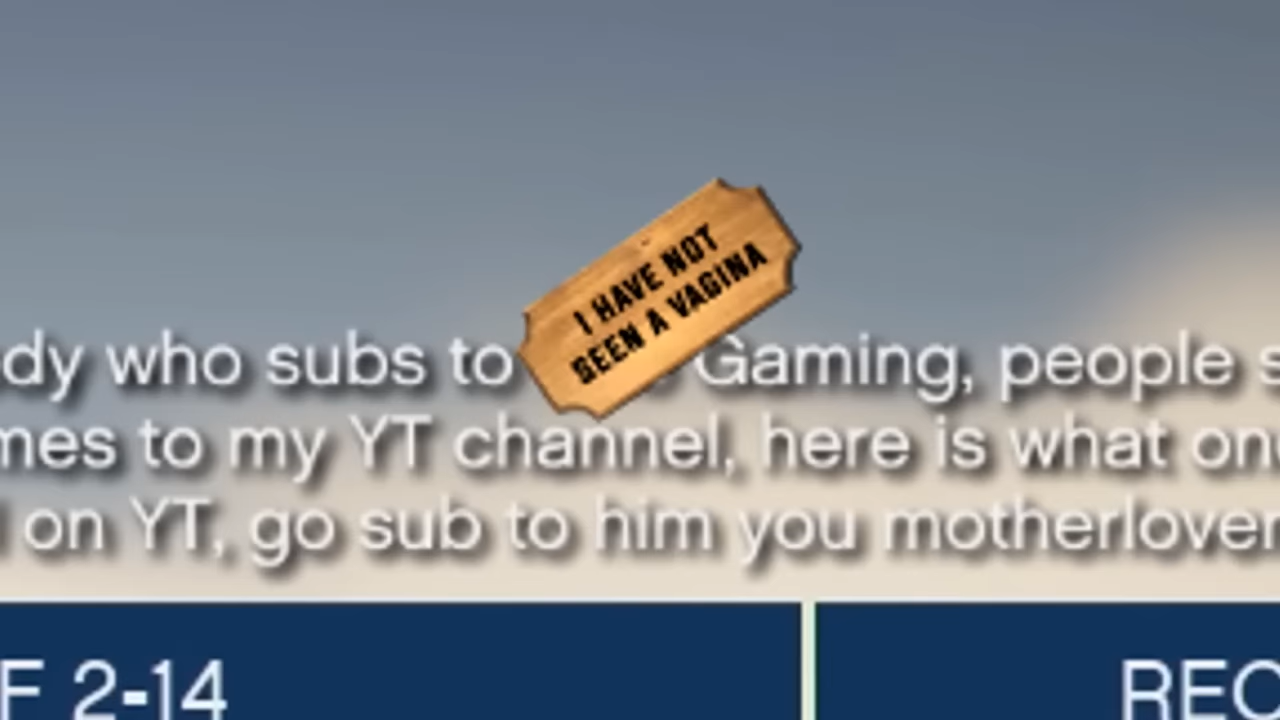 I HAVE NOT
BEEN A VAGINA
dy who subs to Gaming, people s
mes to my YT channel, here is what on
on YT, go sub to him you motherlover
F 2-14
REC